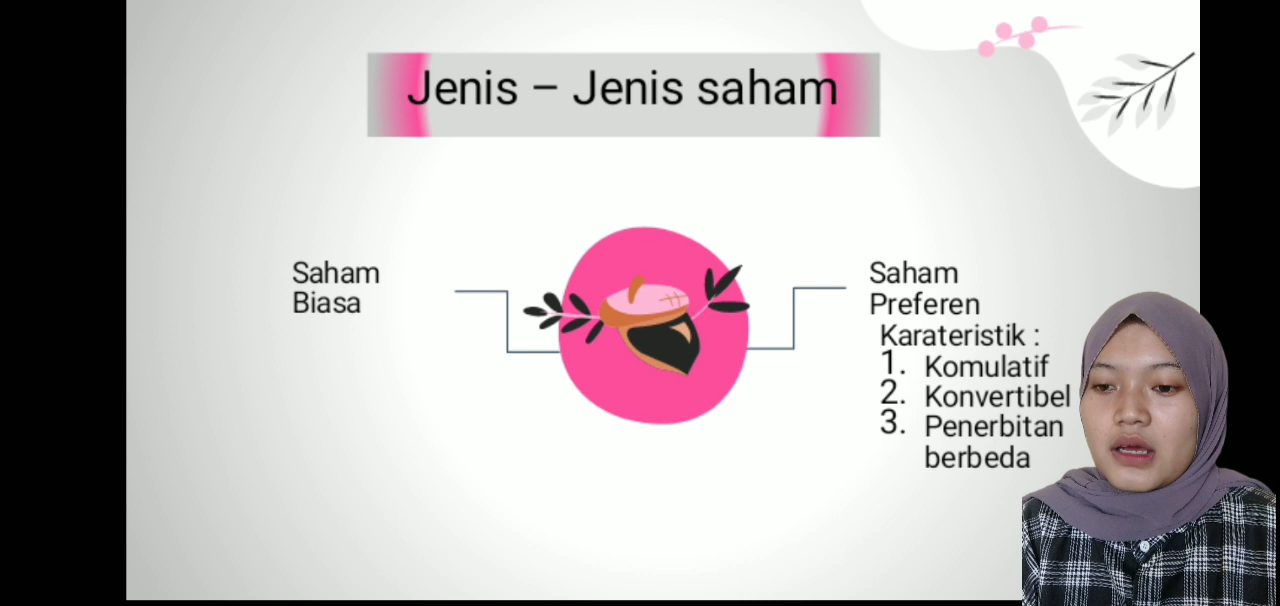 Jenis – Jenis saham
Saham
Biasa
Saham
Preferen
Karateristik :
1. Komulatif
2. Konvertibel
3. Penerbitan
berbeda